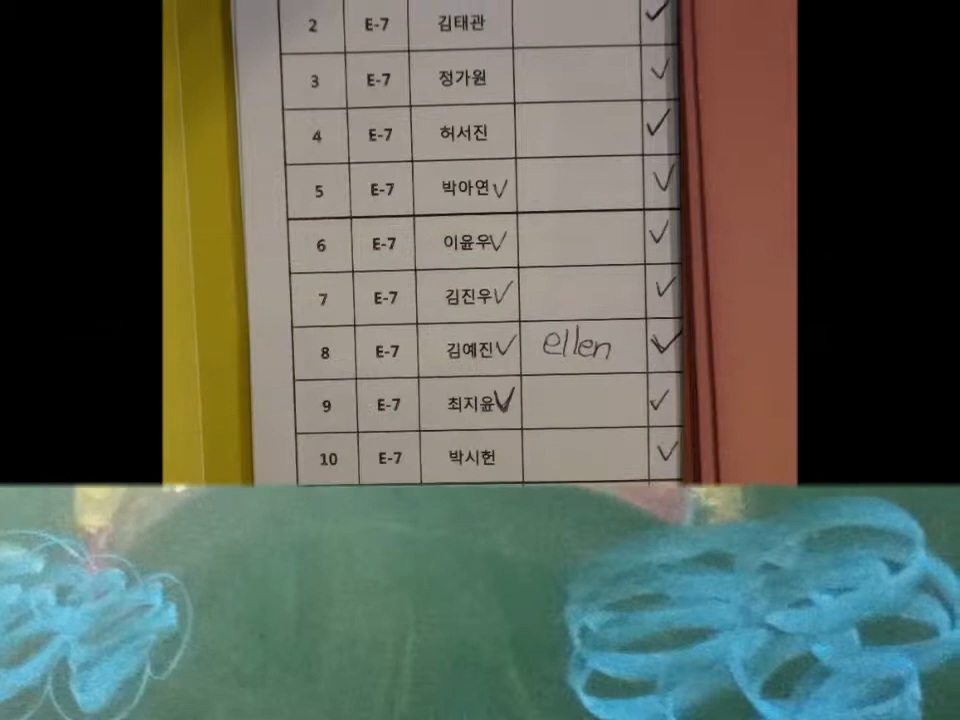 2 E-7 김태관 ✓
3 E-7 정가원 ✓
4 E-7 허서진 ✓
5 E-7 박아연 ✓ ✓
6 E-7 이윤우 ✓ ✓
7 E-7 김진우 ✓ ✓
8 E-7 김예진 ✓ ellen ✓
9 E-7 최지윤 ✓ ✓
10 E-7 박시헌 ✓